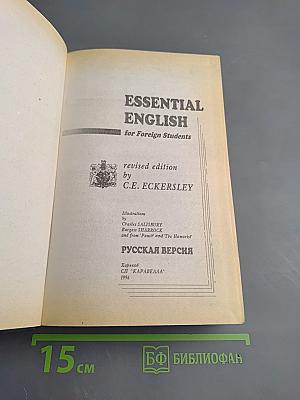 ESSENTIAL
ENGLISH
for Foreign Students
revised edition
by
C.E. ECKERSLEY
Illustrations
by
Charles SALISBURY
Burgess SHARROCK
and from 'Punch' and 'The Humorist'
РУССКАЯ ВЕРСИЯ
Харьков
СП "КАРАВЕЛЛА"
1994
15 см
БФ БИБЛИОФАН